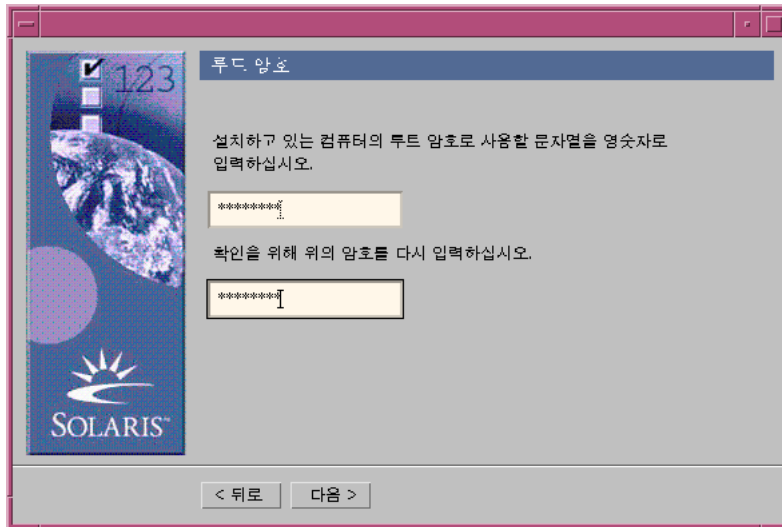 123
루트 암호
설치하고 있는 컴퓨터의 루트 암호로 사용할 문자열을 영숫자로
입력하십시오.
********
확인을 위해 위의 암호를 다시 입력하십시오.
********
SOLARIS™
< 뒤로
다음 >